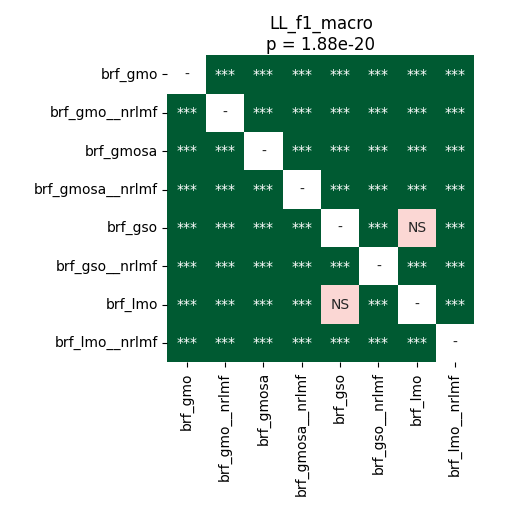 LL_f1_macro
p = 1.88e-20
brf_gmo - *** *** *** *** *** *** ***
brf_gmo__nrlmf *** - *** *** *** *** *** ***
brf_gmosa *** *** - *** *** *** *** ***
brf_gmosa__nrlmf *** *** *** - *** *** *** ***
brf_gso *** *** *** *** - *** NS ***
brf_gso__nrlmf *** *** *** *** *** - *** ***
brf_lmo *** *** *** *** NS *** - ***
brf_lmo__nrlmf *** *** *** *** *** *** *** -
brf_gmo
brf_gmo__nrlmf
brf_gmosa
brf_gmosa__nrlmf
brf_gso
brf_gso__nrlmf
brf_lmo
brf_lmo__nrlmf